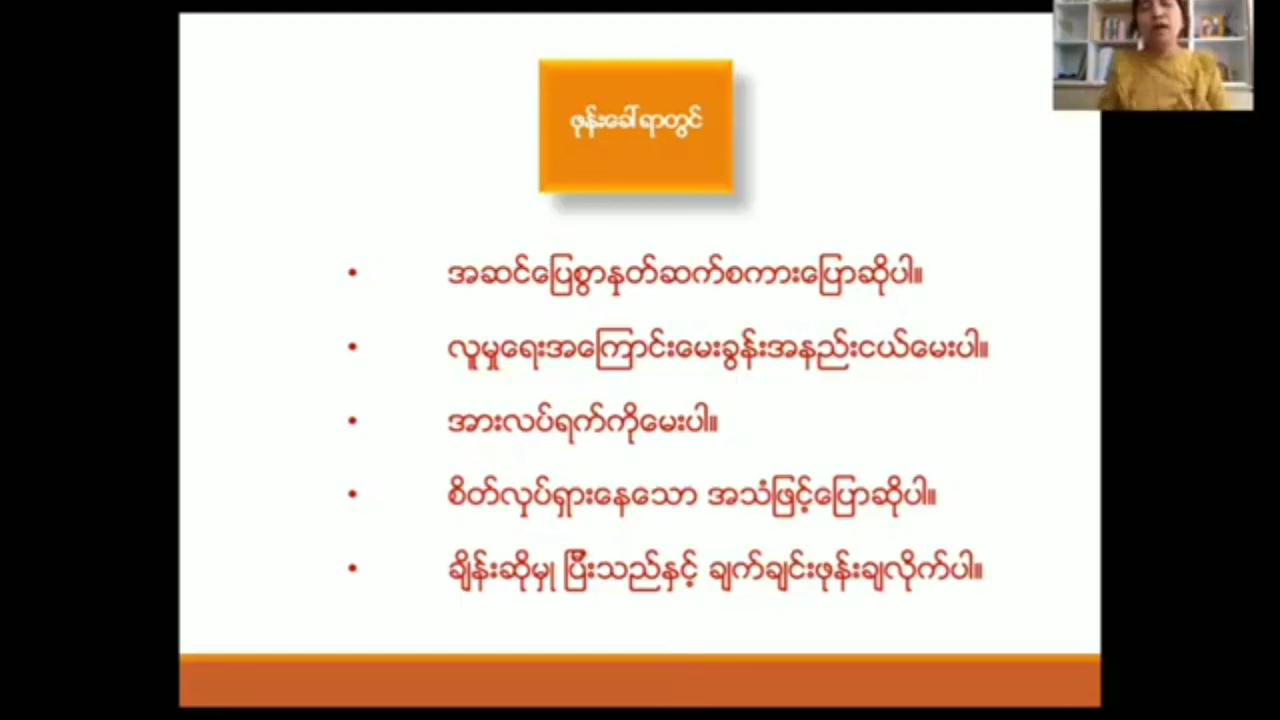 ဖုန်းခေါ်ရာတွင်
အဆင်ပြေစွာနှုတ်ဆက်စကားပြောဆိုပါ။
လူမှုရေးအကြောင်းမေးခွန်းအနည်းငယ်မေးပါ။
အားလပ်ရက်ကိုမေးပါ။
စိတ်လှုပ်ရှားနေသော အသံဖြင့်ပြောဆိုပါ။
ချိန်းဆိုမှု ပြီးသည်နှင့် ချက်ချင်းဖုန်းချလိုက်ပါ။